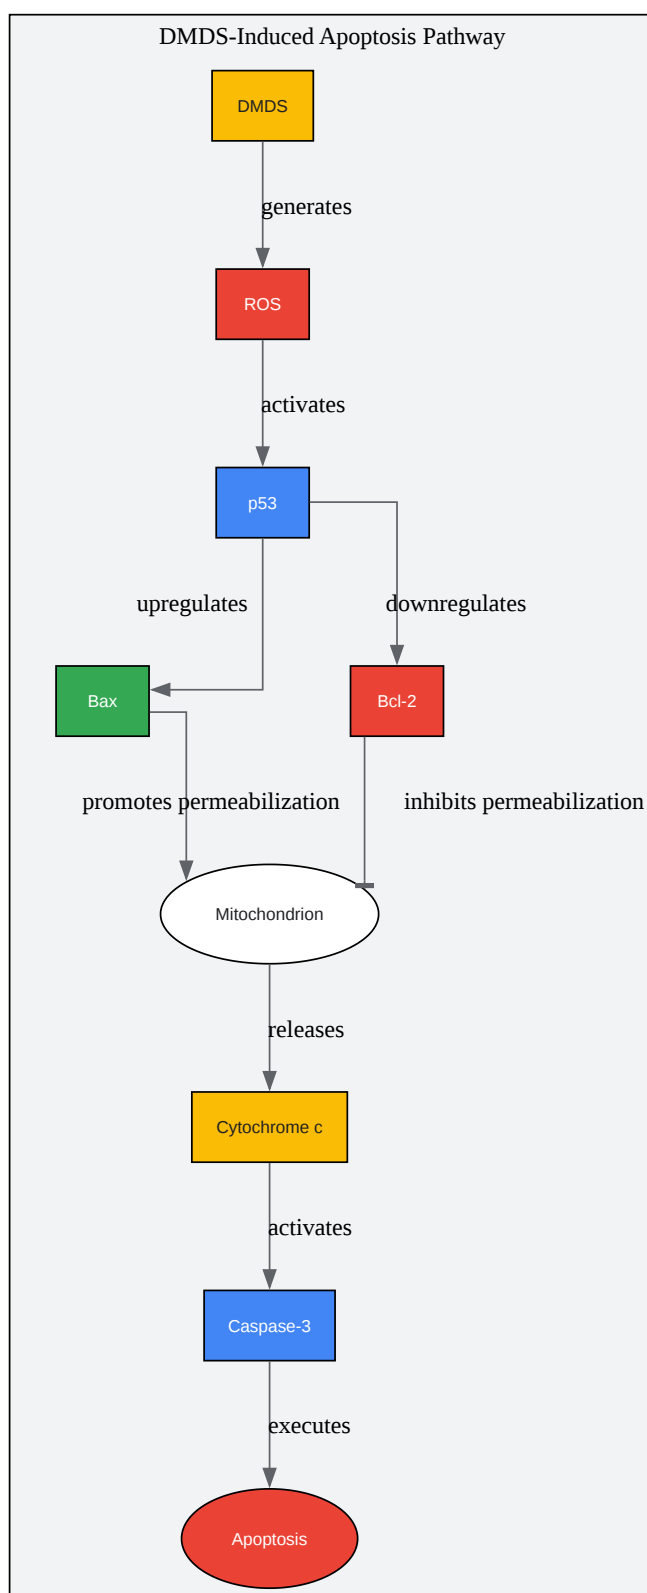 DMDS-Induced Apoptosis Pathway
DMDS
generates
ROS
activates
p53
upregulates
downregulates
Bax
Bcl-2
promotes permeabilization
inhibits permeabilization
Mitochondrion
releases
Cytochrome c
activates
Caspase-3
executes
Apoptosis